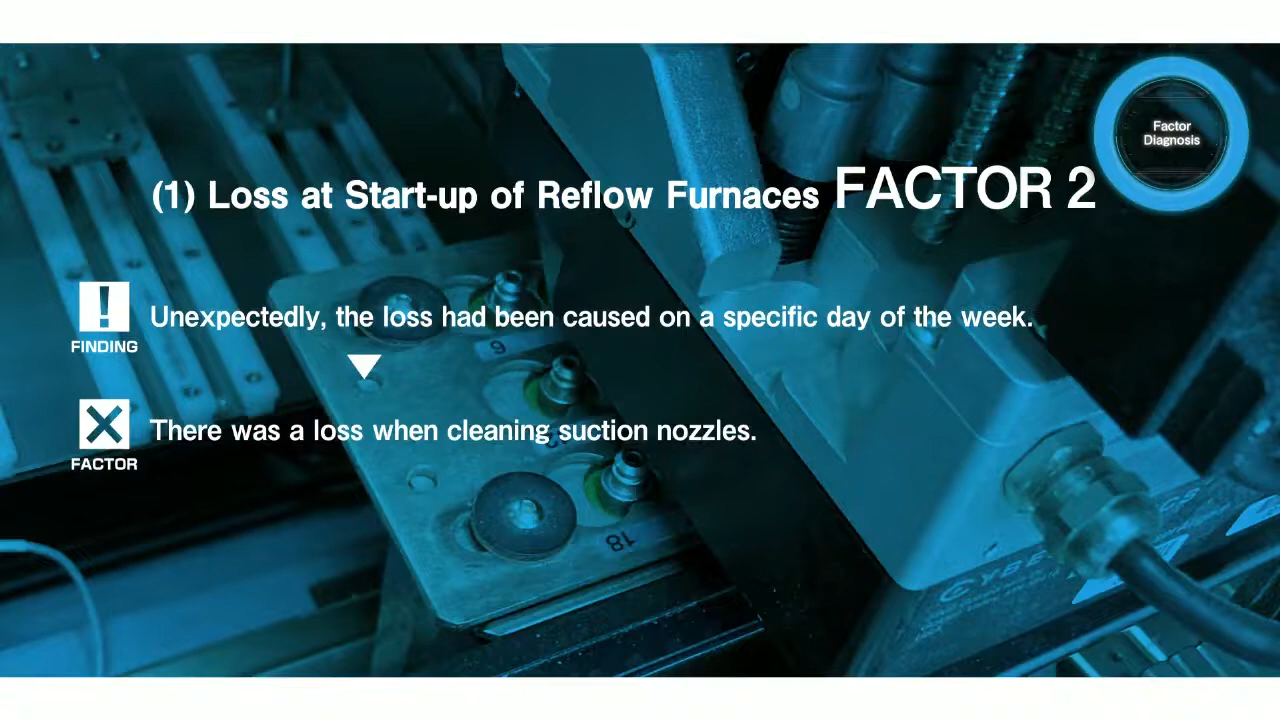 Factor
Diagnosis
(1) Loss at Start-up of Reflow Furnaces FACTOR 2
Unexpectedly, the loss had been caused on a specific day of the week.
FINDING
There was a loss when cleaning suction nozzles.
FACTOR
9
18